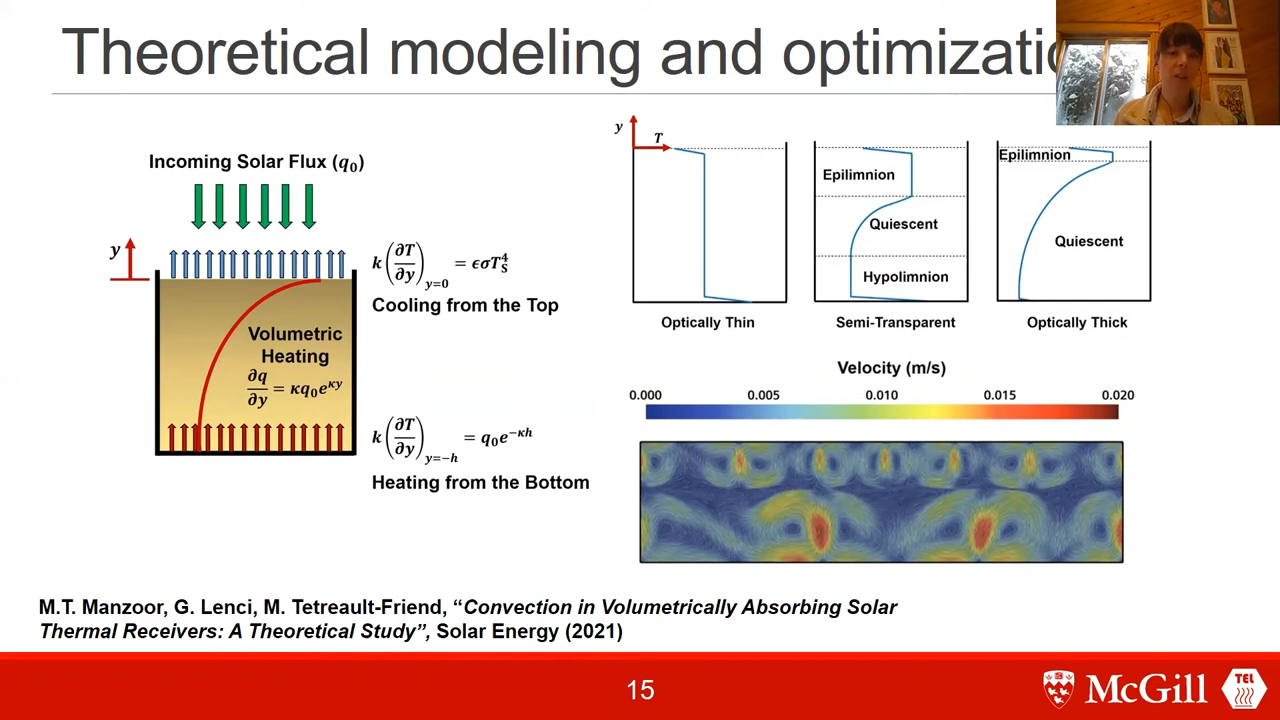 Theoretical modeling and optimizatio
Incoming Solar Flux (q₀)
y
k(∂T/∂y)_{y=0} = ϵσT_S^4
Cooling from the Top
Volumetric
Heating
∂q/∂y = κq₀e^{κy}
k(∂T/∂y)_{y=−h} = q₀e^{−κh}
Heating from the Bottom
y
T
Epilimnion
Quiescent
Hypolimnion
Epilimnion
Quiescent
Optically Thin
Semi-Transparent
Optically Thick
Velocity (m/s)
0.000 0.005 0.010 0.015 0.020
M.T. Manzoor, G. Lenci, M. Tetreault-Friend, “Convection in Volumetrically Absorbing Solar
Thermal Receivers: A Theoretical Study”, Solar Energy (2021)
15
McGill
TEL